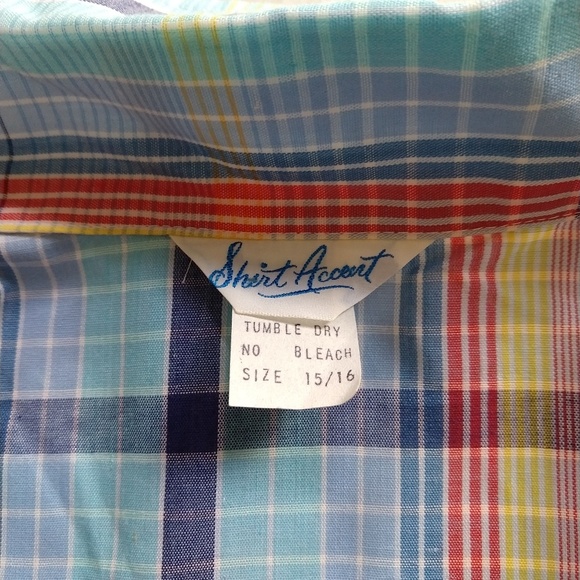 Shirt Accent
TUMBLE DRY
NO BLEACH
SIZE 15/16